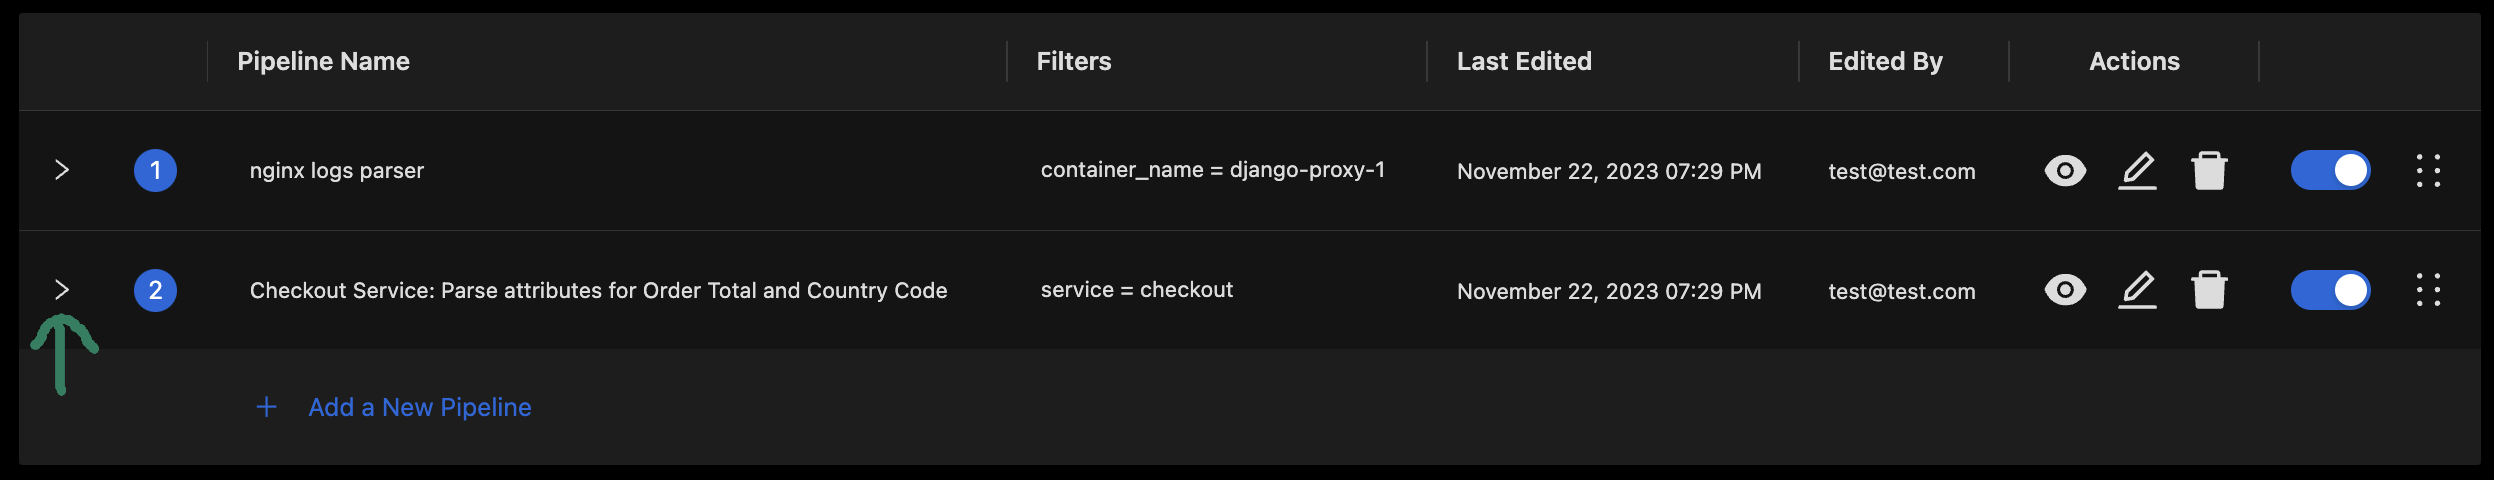 Pipeline Name Filters Last Edited Edited By Actions
1 nginx logs parser container_name = django-proxy-1 November 22, 2023 07:29 PM test@test.com
2 Checkout Service: Parse attributes for Order Total and Country Code service = checkout November 22, 2023 07:29 PM test@test.com
+ Add a New Pipeline